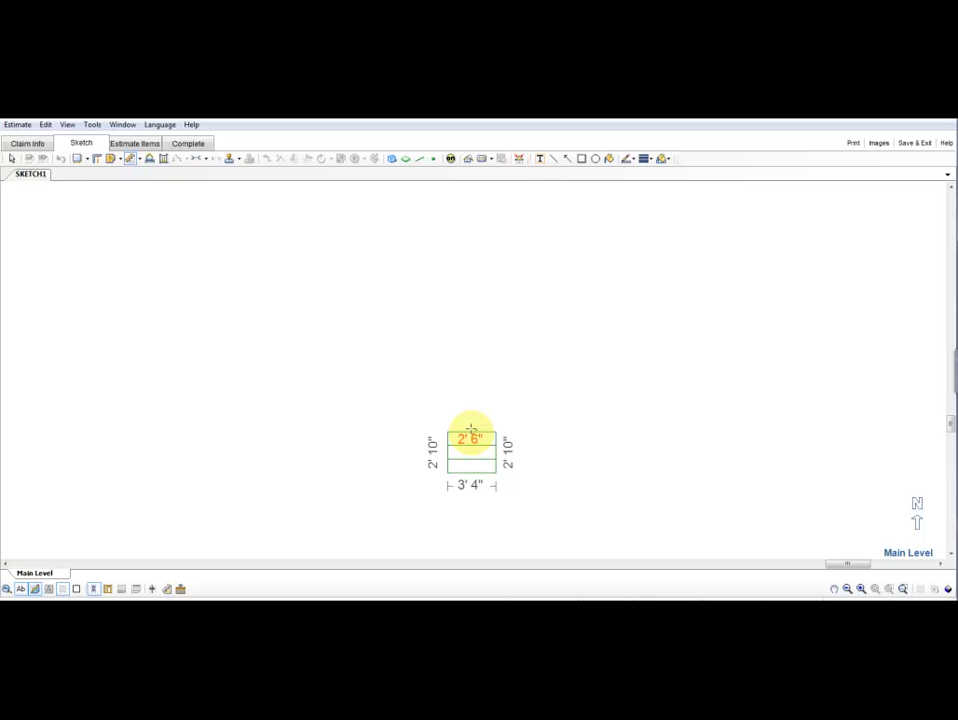 Estimate Edit View Tools Window Language Help
Claim Info Sketch Estimate Items Complete
Print Images Save & Exit Help
SKETCH1
2' 6"
2' 10"
2' 10"
3' 4"
N
Main Level
Main Level
Ab